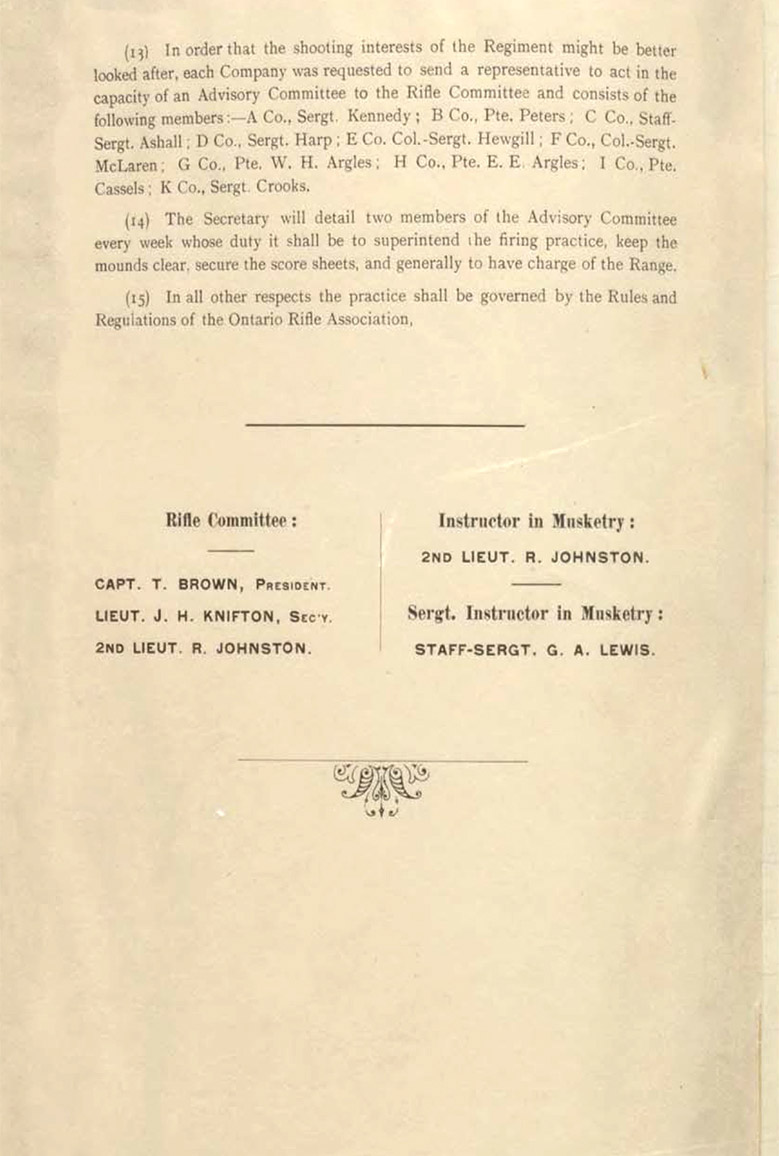 (13) In order that the shooting interests of the Regiment might be better
looked after, each Company was requested to send a representative to act in the
capacity of an Advisory Committee to the Rifle Committee and consists of the
following members:—A Co., Sergt. Kennedy; B Co., Pte. Peters; C Co., Staff-
Sergt. Ashall; D Co., Sergt. Harp; E Co. Col.-Sergt. Hewgill; F Co., Col.-Sergt.
McLaren; G Co., Pte. W. H. Argles; H Co., Pte. E. E. Argles; I Co., Pte.
Cassels; K Co., Sergt. Crooks.
(14) The Secretary will detail two members of the Advisory Committee
every week whose duty it shall be to superintend the firing practice, keep the
mounds clear, secure the score sheets, and generally to have charge of the Range.
(15) In all other respects the practice shall be governed by the Rules and
Regulations of the Ontario Rifle Association,
Rifle Committee:
CAPT. T. BROWN, PRESIDENT.
LIEUT. J. H. KNIFTON, SEC'Y.
2ND LIEUT. R. JOHNSTON.
Instructor in Musketry:
2ND LIEUT. R. JOHNSTON.
Sergt. Instructor in Musketry:
STAFF-SERGT. G. A. LEWIS.